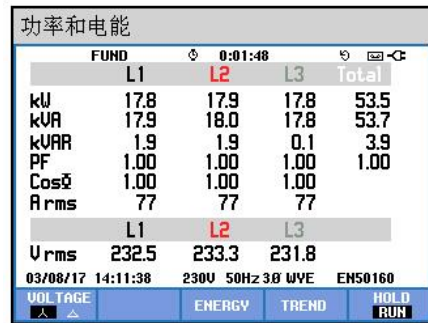 功率和电能
FUND 0:01:48
L1 L2 L3 Total
kW 17.8 17.9 17.8 53.5
kVA 17.9 18.0 17.8 53.7
kVAR 1.9 1.9 0.1 3.9
PF 1.00 1.00 1.00 1.00
CosΦ 1.00 1.00 1.00
A rms 77 77 77
L1 L2 L3
V rms 232.5 233.3 231.8
03/08/17 14:11:38 230V 50Hz 3Ø WYE EN50160
VOLTAGE ENERGY TREND HOLD
RUN